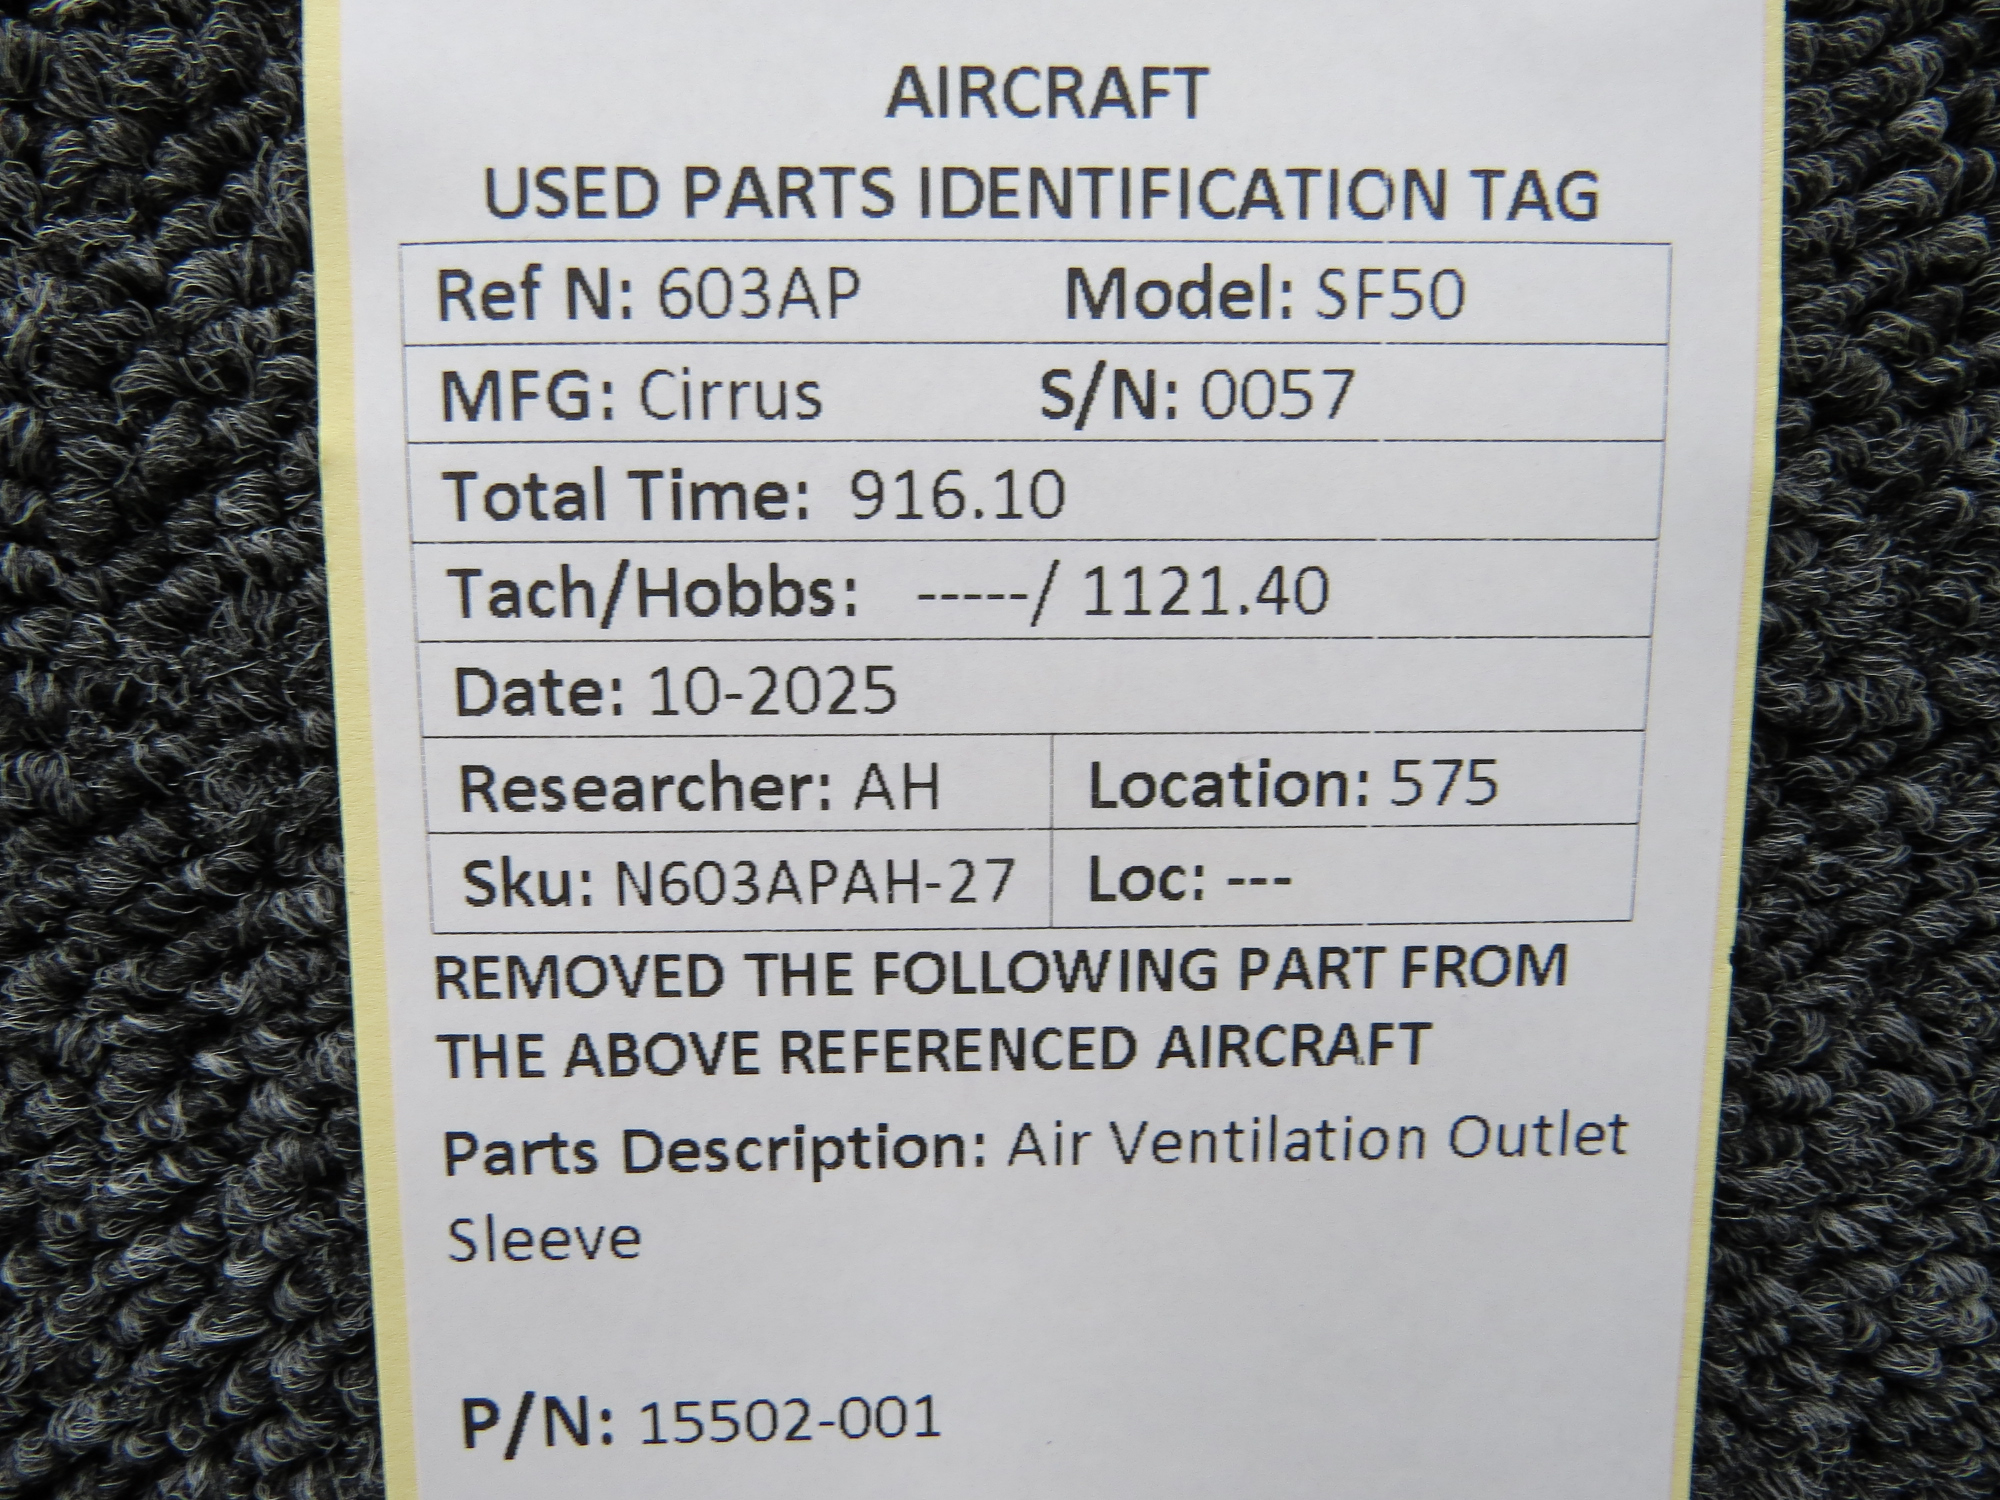 AIRCRAFT
USED PARTS IDENTIFICATION TAG
Ref N: 603AP Model: SF50
MFG: Cirrus S/N: 0057
Total Time: 916.10
Tach/Hobbs: -----/ 1121.40
Date: 10-2025
Researcher: AH Location: 575
Sku: N603APAH-27 Loc: ---
REMOVED THE FOLLOWING PART FROM
THE ABOVE REFERENCED AIRCRAFT
Parts Description: Air Ventilation Outlet
Sleeve
P/N: 15502-001